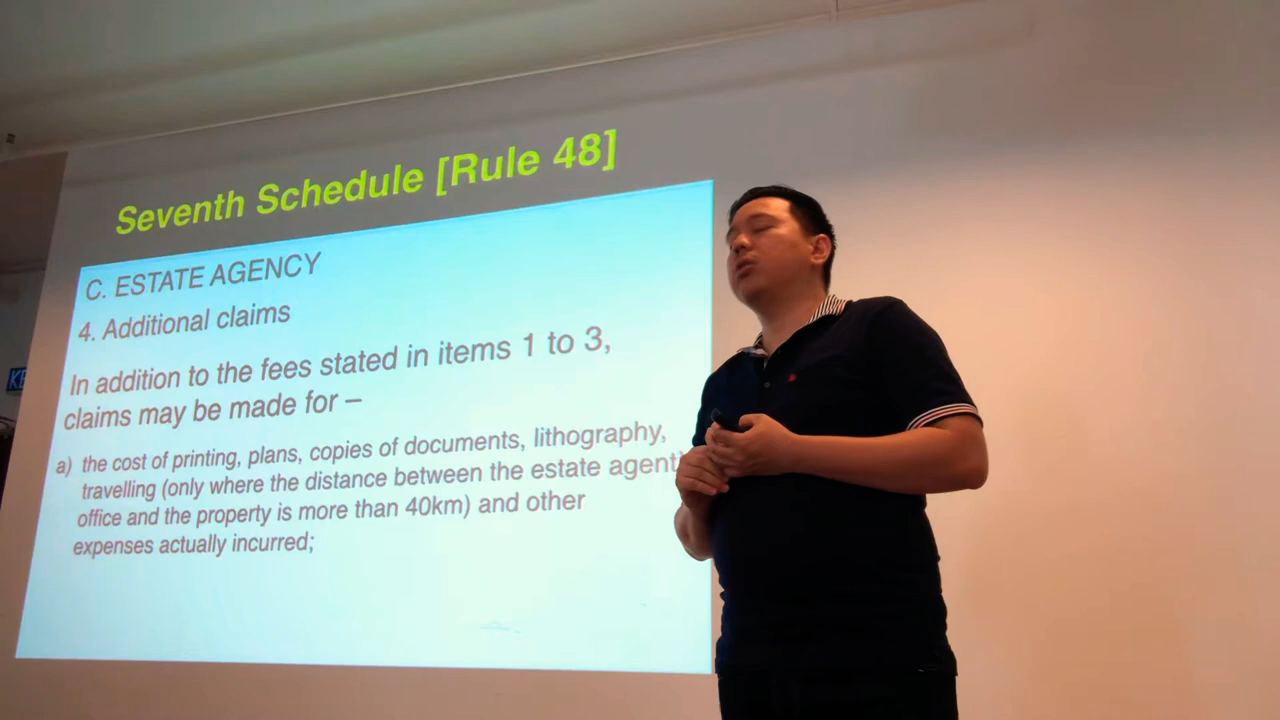 Seventh Schedule [Rule 48]
C. ESTATE AGENCY
4. Additional claims
In addition to the fees stated in items 1 to 3,
claims may be made for –
a) the cost of printing, plans, copies of documents, lithography,
travelling (only where the distance between the estate agent
office and the property is more than 40km) and other
expenses actually incurred;